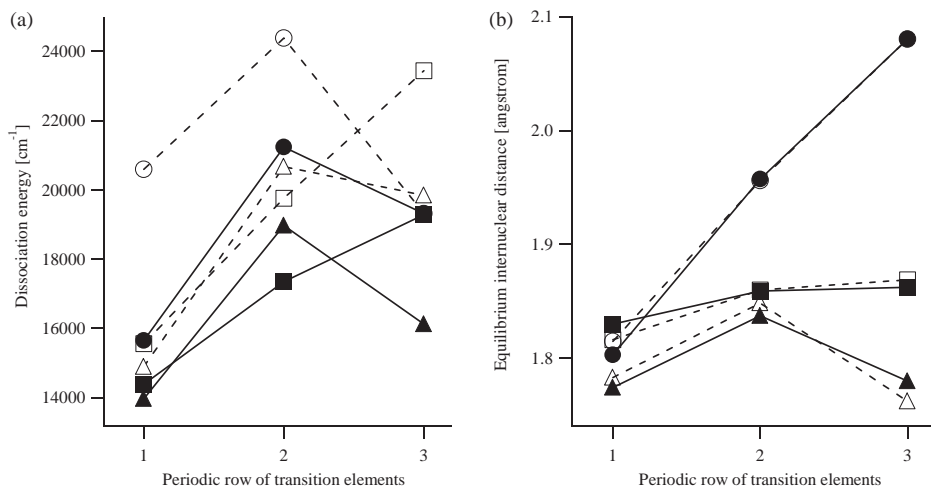 (a)
Dissociation energy [cm⁻¹]
24000
22000
20000
18000
16000
14000
1 2 3
Periodic row of transition elements
(b)
Equilibrium internuclear distance [angstrom]
2.1
2.0
1.9
1.8
1 2 3
Periodic row of transition elements